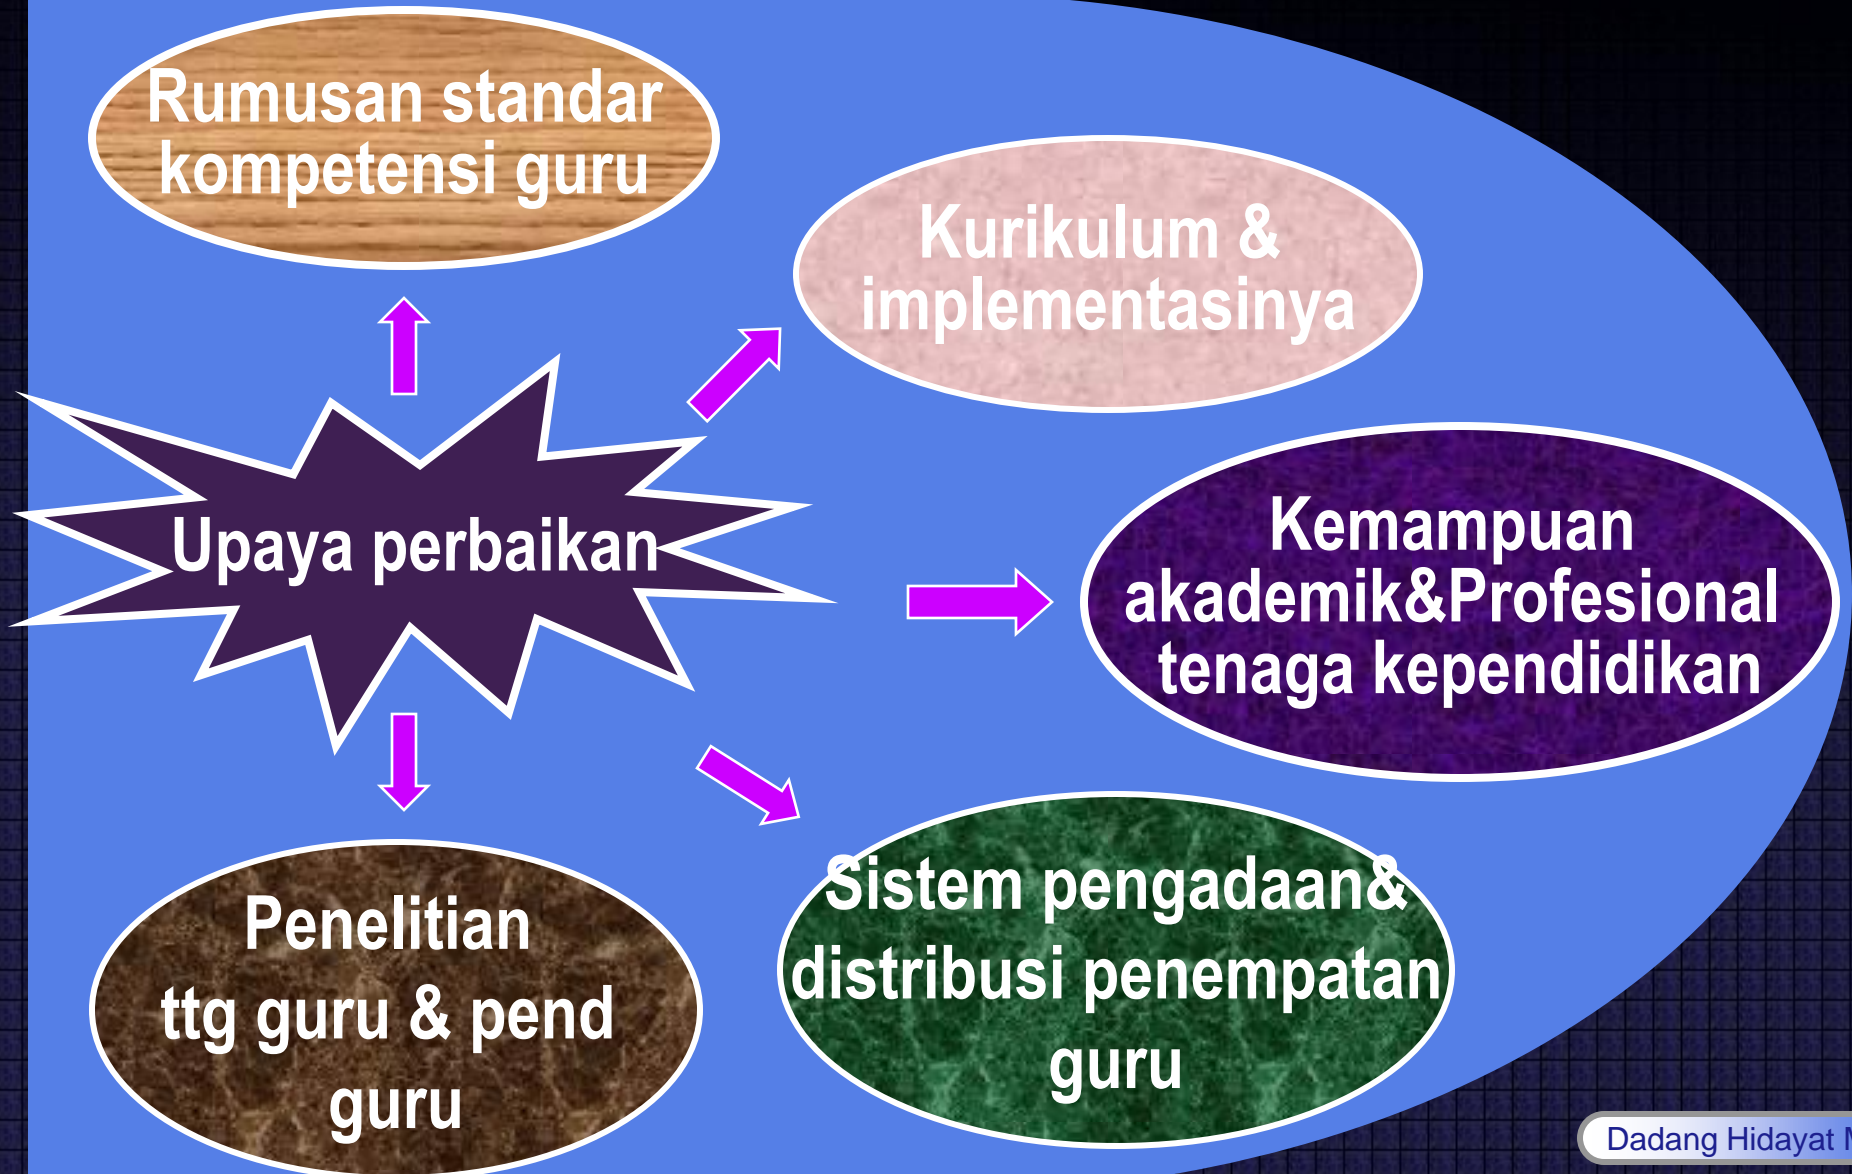 Rumusan standar
kompetensi guru
Kurikulum &
implementasinya
Upaya perbaikan
Kemampuan
akademik&Profesional
tenaga kependidikan
Sistem pengadaan&
distribusi penempatan
guru
Penelitian
ttg guru & pend
guru
Dadang Hidayat